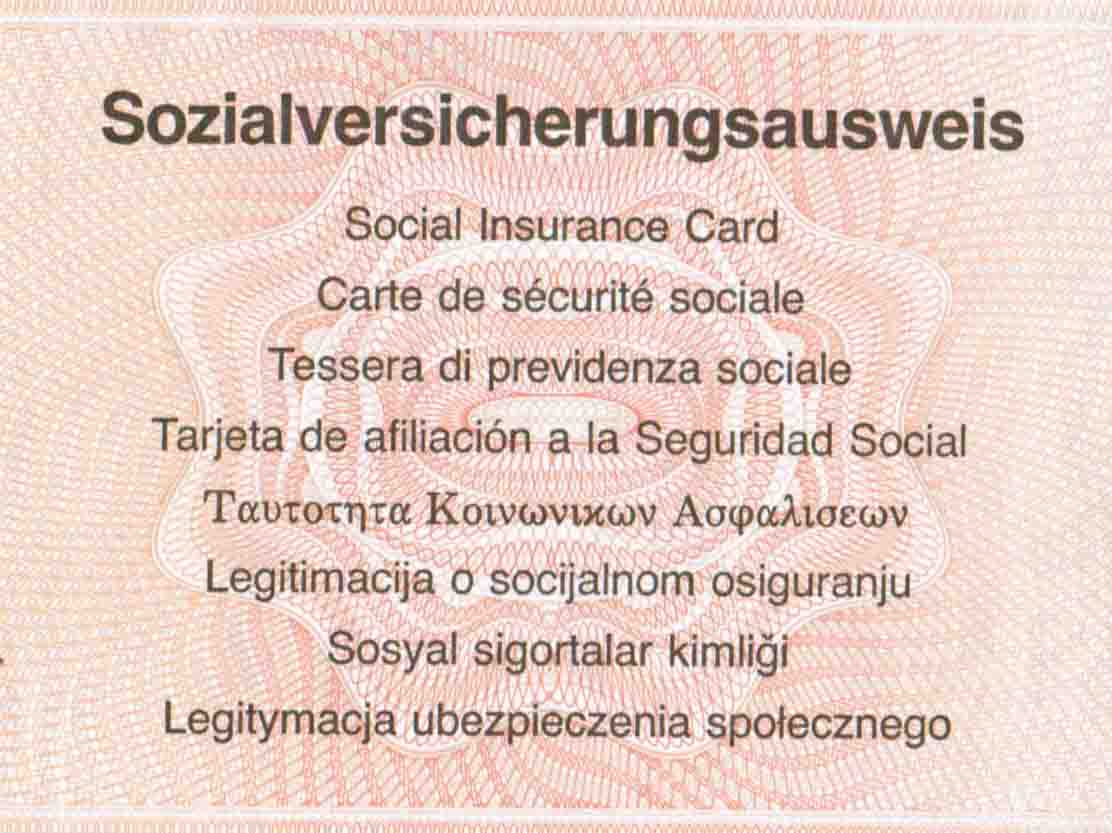 Sozialversicherungsausweis
Social Insurance Card
Carte de sécurité sociale
Tessera di previdenza sociale
Tarjeta de afiliación a la Seguridad Social
Ταυτοτητα Κοινωνικων Ασφαλισεων
Legitimacija o socijalnom osiguranju
Sosyal sigortalar kimliği
Legitymacja ubezpieczenia społecznego